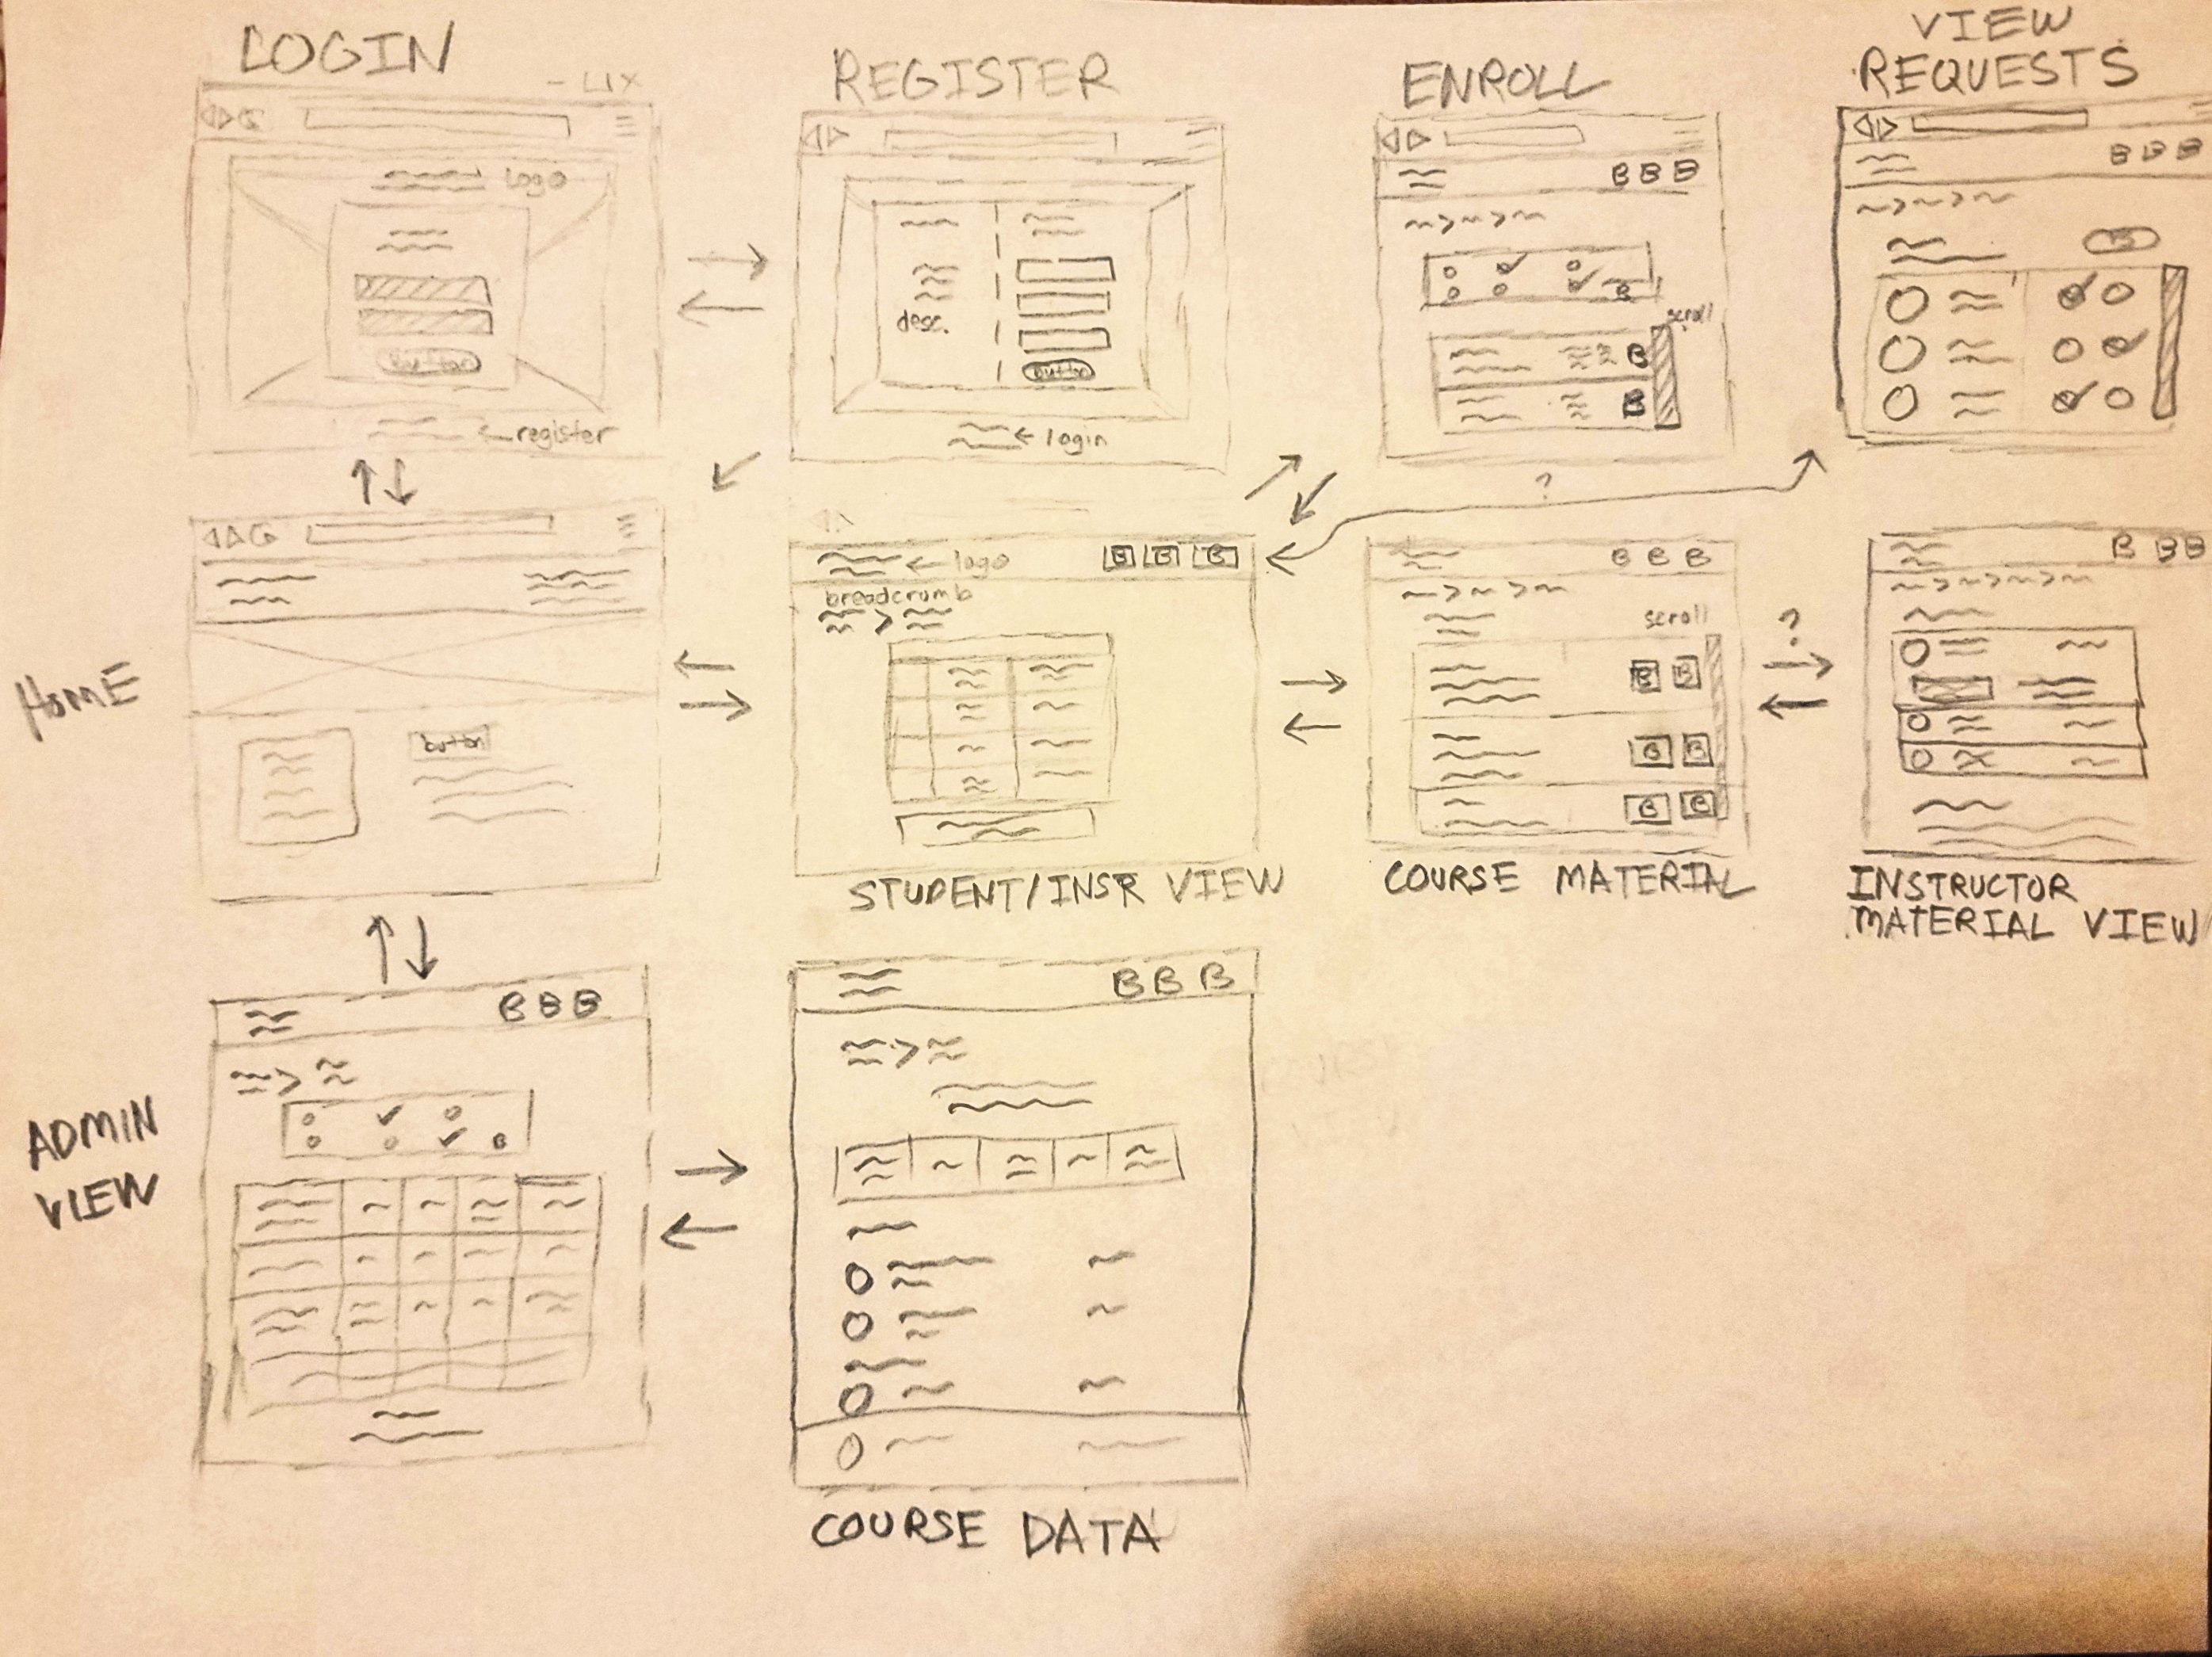 LOGIN
REGISTER
ENROLL
VIEW
REQUESTS
B B B
B B B
Logo
B
desc.
B
scroll
B
button
button
B
← register
← login
?
← logo
B B B
B B B
B B B
breadcrumb
scroll
?
HOME
B B
button
B B
B B
STUDENT/INSR VIEW
COURSE MATERIAL
INSTRUCTOR
MATERIAL VIEW
B B B
B B B
ADMIN
VIEW
B
COURSE DATA